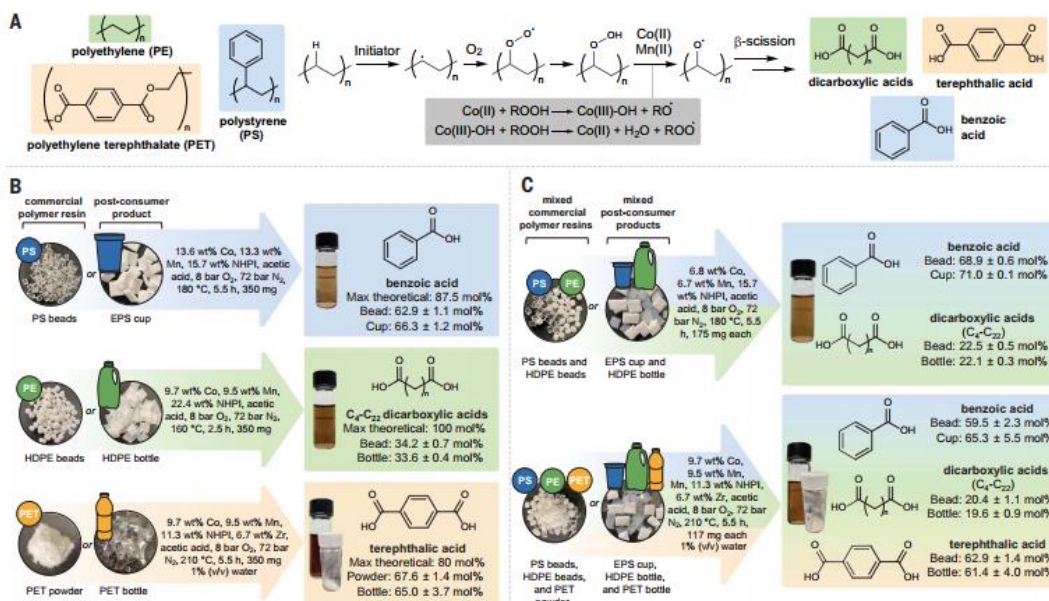 A
polyethylene (PE)
polyethylene terephthalate (PET)
polystyrene
(PS)
Initiator
O2
Co(II)
Mn(II)
β-scission
Co(II) + ROOH → Co(III)-OH + RO˙
Co(III)-OH + ROOH → Co(II) + H2O + ROO˙
dicarboxylic acids
terephthalic acid
benzoic
acid
B
commercial
polymer resin
post-consumer
product
PS
or
PS beads
EPS cup
13.6 wt% Co, 13.3 wt%
Mn, 15.7 wt% NHPI, acetic
acid, 8 bar O2, 72 bar N2,
180 °C, 5.5 h, 350 mg
benzoic acid
Max theoretical: 87.5 mol%
Bead: 62.9 ± 1.1 mol%
Cup: 66.3 ± 1.2 mol%
PE
or
HDPE beads
HDPE bottle
9.7 wt% Co, 9.5 wt% Mn,
22.4 wt% NHPI, acetic
acid, 8 bar O2, 72 bar N2,
160 °C, 2.5 h, 350 mg
C4-C22 dicarboxylic acids
Max theoretical: 100 mol%
Bead: 34.2 ± 0.7 mol%
Bottle: 33.6 ± 0.4 mol%
PET
or
PET powder
PET bottle
9.7 wt% Co, 9.5 wt% Mn,
11.3 wt% NHPI, 6.7 wt% Zr,
acetic acid, 8 bar O2, 72 bar
N2, 210 °C, 5.5 h, 350 mg
1% (v/v) water
terephthalic acid
Max theoretical: 80 mol%
Powder: 67.6 ± 1.4 mol%
Bottle: 65.0 ± 3.7 mol%
C
mixed
commercial
polymer resins
mixed
post-consumer
products
PS
PE
or
PS beads and
HDPE beads
EPS cup and
HDPE bottle
6.8 wt% Co,
6.7 wt% Mn, 15.7
wt% NHPI, acetic
acid, 8 bar O2, 72
bar N2, 180 °C, 5.5
h, 175 mg each
benzoic acid
Bead: 68.9 ± 0.6 mol%
Cup: 71.0 ± 0.1 mol%
dicarboxylic acids
(C4-C22)
Bead: 22.5 ± 0.5 mol%
Bottle: 22.1 ± 0.3 mol%
PS
PE
PET
or
PS beads,
HDPE beads,
and PET
powder
EPS cup,
HDPE bottle,
and PET bottle
9.7 wt% Co,
9.5 wt% Mn,
Mn, 11.3 wt% NHPI,
6.7 wt% Zr, acetic
acid, 8 bar O2, 72 bar
N2, 210 °C, 5.5 h,
117 mg each
1% (v/v) water
benzoic acid
Bead: 59.5 ± 2.3 mol%
Cup: 65.3 ± 5.5 mol%
dicarboxylic acids
(C4-C22)
Bead: 20.4 ± 1.1 mol%
Bottle: 19.6 ± 0.9 mol%
terephthalic acid
Bead: 62.9 ± 1.4 mol%
Bottle: 61.4 ± 4.0 mol%